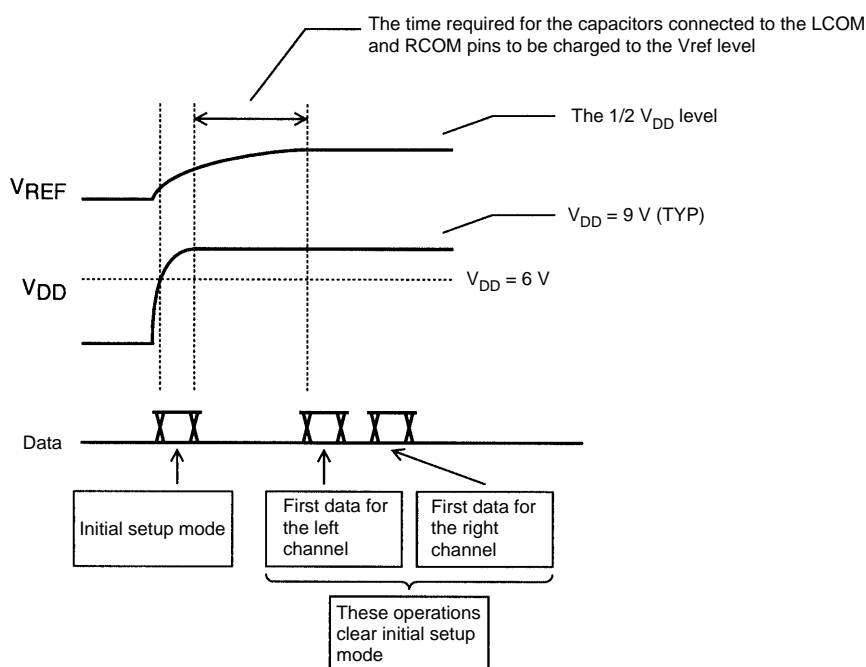 The time required for the capacitors connected to the LCOM
and RCOM pins to be charged to the Vref level
The 1/2 VDD level
VREF
VDD = 9 V (TYP)
VDD = 6 V
VDD
Data
Initial setup mode
First data for
the left
channel
First data for
the right
channel
These operations
clear initial setup
mode